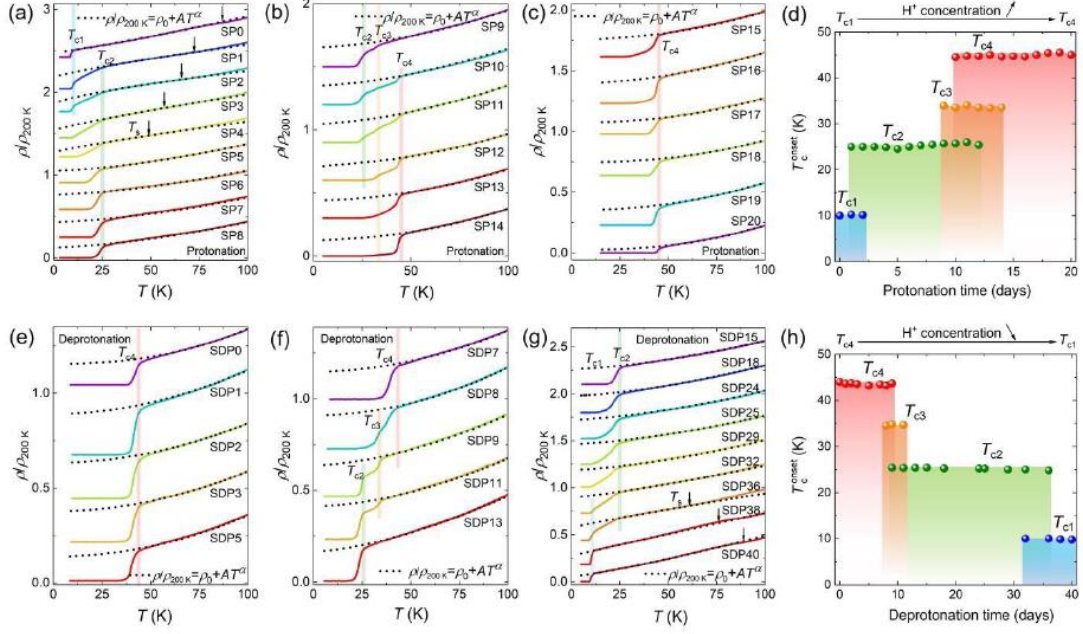 (a)
ρ/ρ200 K=ρ0+ATα
3
2
1
0
ρ/ρ200 K
Tc1
Tc2
Ts
SP0
SP1
SP2
SP3
SP4
SP5
SP6
SP7
SP8
Protonation
0 25 50 75 100
T (K)
(b)
ρ/ρ200 K=ρ0+ATα
2
1
0
ρ/ρ200 K
Tc2
Tc3
Tc4
SP9
SP10
SP11
SP12
SP13
SP14
Protonation
0 25 50 75 100
T (K)
(c)
ρ/ρ200 K=ρ0+ATα
2.0
1.5
1.0
0.5
0.0
ρ/ρ200 K
Tc4
SP15
SP16
SP17
SP18
SP19
SP20
Protonation
0 25 50 75 100
T (K)
(d)
H+ concentration ↗
Tc1 → Tc4
50
40
30
20
10
0
Tc onset (K)
Tc4
Tc3
Tc2
Tc1
0 5 10 15 20
Protonation time (days)
(e)
Deprotonation
1.0
0.5
0.0
ρ/ρ200 K
Tc4
SDP0
SDP1
SDP2
SDP3
SDP5
ρ/ρ200 K=ρ0+ATα
0 25 50 75 100
T (K)
(f)
Deprotonation
1.0
0.5
0.0
ρ/ρ200 K
Tc4
Tc3
Tc2
SDP7
SDP8
SDP9
SDP11
SDP13
ρ/ρ200 K=ρ0+ATα
0 25 50 75 100
T (K)
(g)
Deprotonation
2.5
2.0
1.5
1.0
0.5
0.0
ρ/ρ200 K
Tc1
Tc2
Ts
SDP15
SDP18
SDP24
SDP25
SDP29
SDP32
SDP36
SDP38
SDP40
ρ/ρ200 K=ρ0+ATα
0 25 50 75 100
T (K)
(h)
H+ concentration ↘
Tc4 → Tc1
50
40
30
20
10
0
Tc onset (K)
Tc4
Tc3
Tc2
Tc1
0 10 20 30 40
Deprotonation time (days)